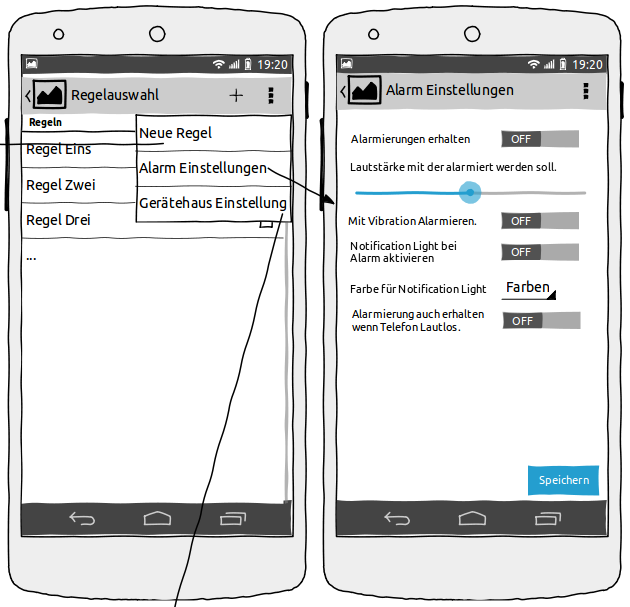 19:20
Regelauswahl
Regeln
Regel Eins
Regel Zwei
Regel Drei
...
Neue Regel
Alarm Einstellungen
Gerätehaus Einstellung
19:20
Alarm Einstellungen
Alarmierungen erhalten OFF
Lautstärke mit der alarmiert werden soll.
Mit Vibration Alarmieren. OFF
Notification Light bei
Alarm aktivieren OFF
Farbe für Notification Light Farben
Alarmierung auch erhalten
wenn Telefon Lautlos. OFF
Speichern